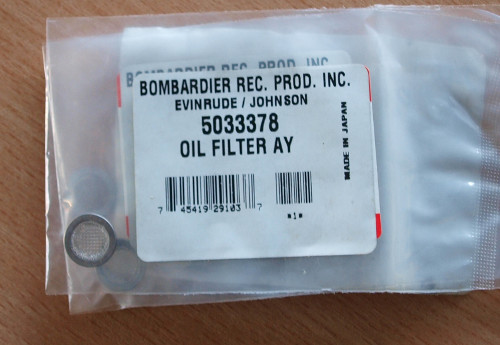 BOMBARDIER REC. PROD. INC.
BOMBARDIER REC. PROD. INC.
EVINRUDE / JOHNSON
5033378
OIL FILTER AY
MADE IN JAPAN
7 45419 29103 7
*1*